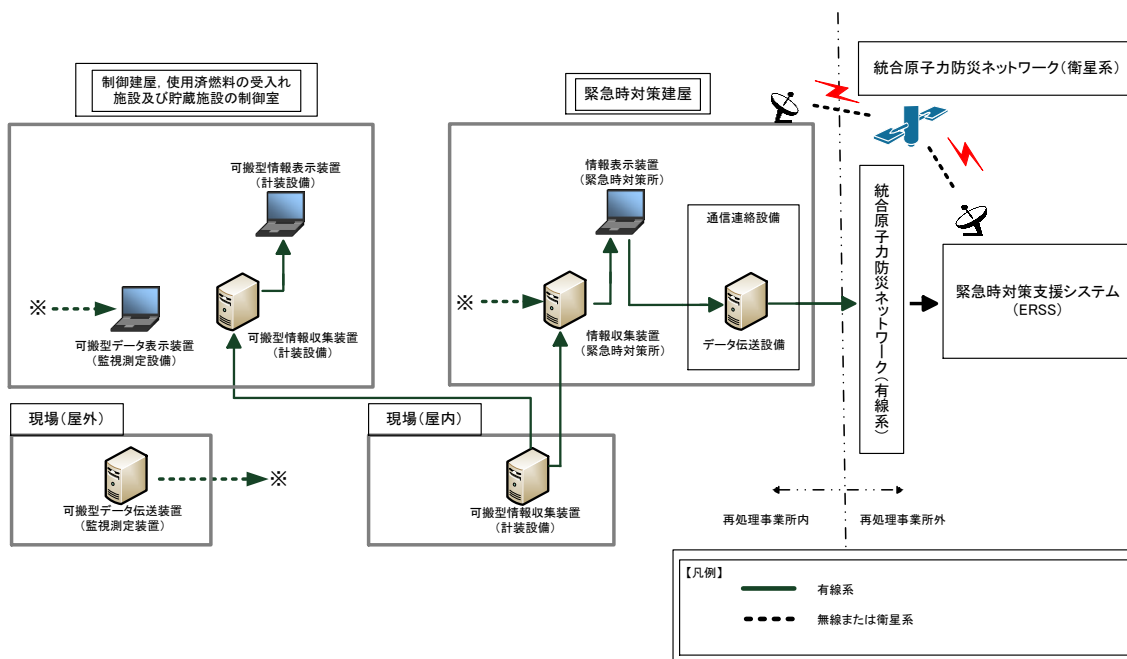 制御建屋，使用済燃料の受入れ
施設及び貯蔵施設の制御室
緊急時対策建屋
統合原子力防災ネットワーク（衛星系）
可搬型情報表示装置
（計装設備）
※
可搬型データ表示装置
（監視測定設備）
可搬型情報収集装置
（計装設備）
情報表示装置
（緊急時対策所）
※
情報収集装置
（緊急時対策所）
通信連絡設備
データ伝送設備
統合原子力防災ネットワーク（有線系）
緊急時対策支援システム
（ERSS）
現場（屋外）
可搬型データ伝送装置
（監視測定装置）
※
現場（屋内）
可搬型情報収集装置
（計装設備）
再処理事業所内
再処理事業所外
【凡例】
有線系
無線または衛星系